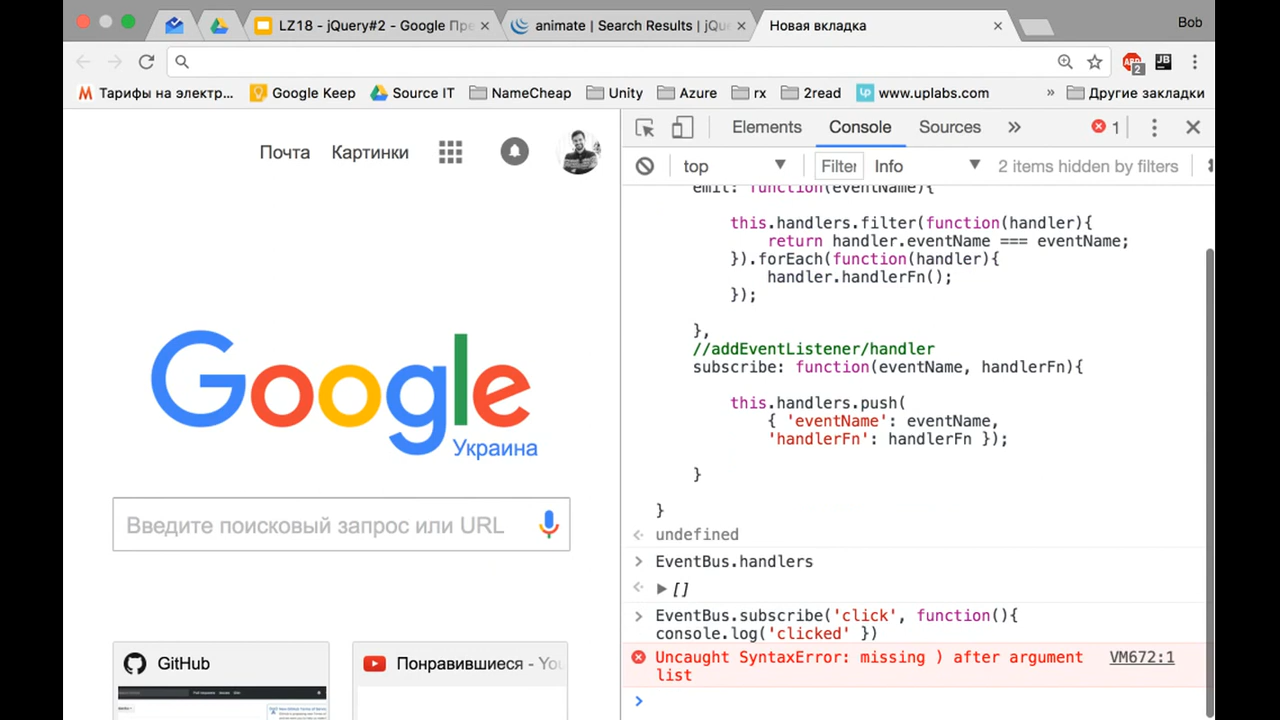 LZ18 - jQuery#2 - Google Пре
animate | Search Results | jQu
Новая вкладка
Bob
Тарифы на электр...
Google Keep
Source IT
NameCheap
Unity
Azure
rx
2read
up
www.uplabs.com
»
Другие закладки
ABP
2
JB
Почта
Картинки
Google
Украина
Введите поисковый запрос или URL
GitHub
Понравившиеся - You
Elements
Console
Sources
»
1
top
Filter
Info
2 items hidden by filters
emit: function(eventName){
this.handlers.filter(function(handler){
return handler.eventName === eventName;
}).forEach(function(handler){
handler.handlerFn();
});
},
//addEventListener/handler
subscribe: function(eventName, handlerFn){
this.handlers.push(
{ 'eventName': eventName,
'handlerFn': handlerFn });
}
}
undefined
EventBus.handlers
[]
EventBus.subscribe('click', function(){
console.log('clicked' })
Uncaught SyntaxError: missing ) after argument
list
VM672:1